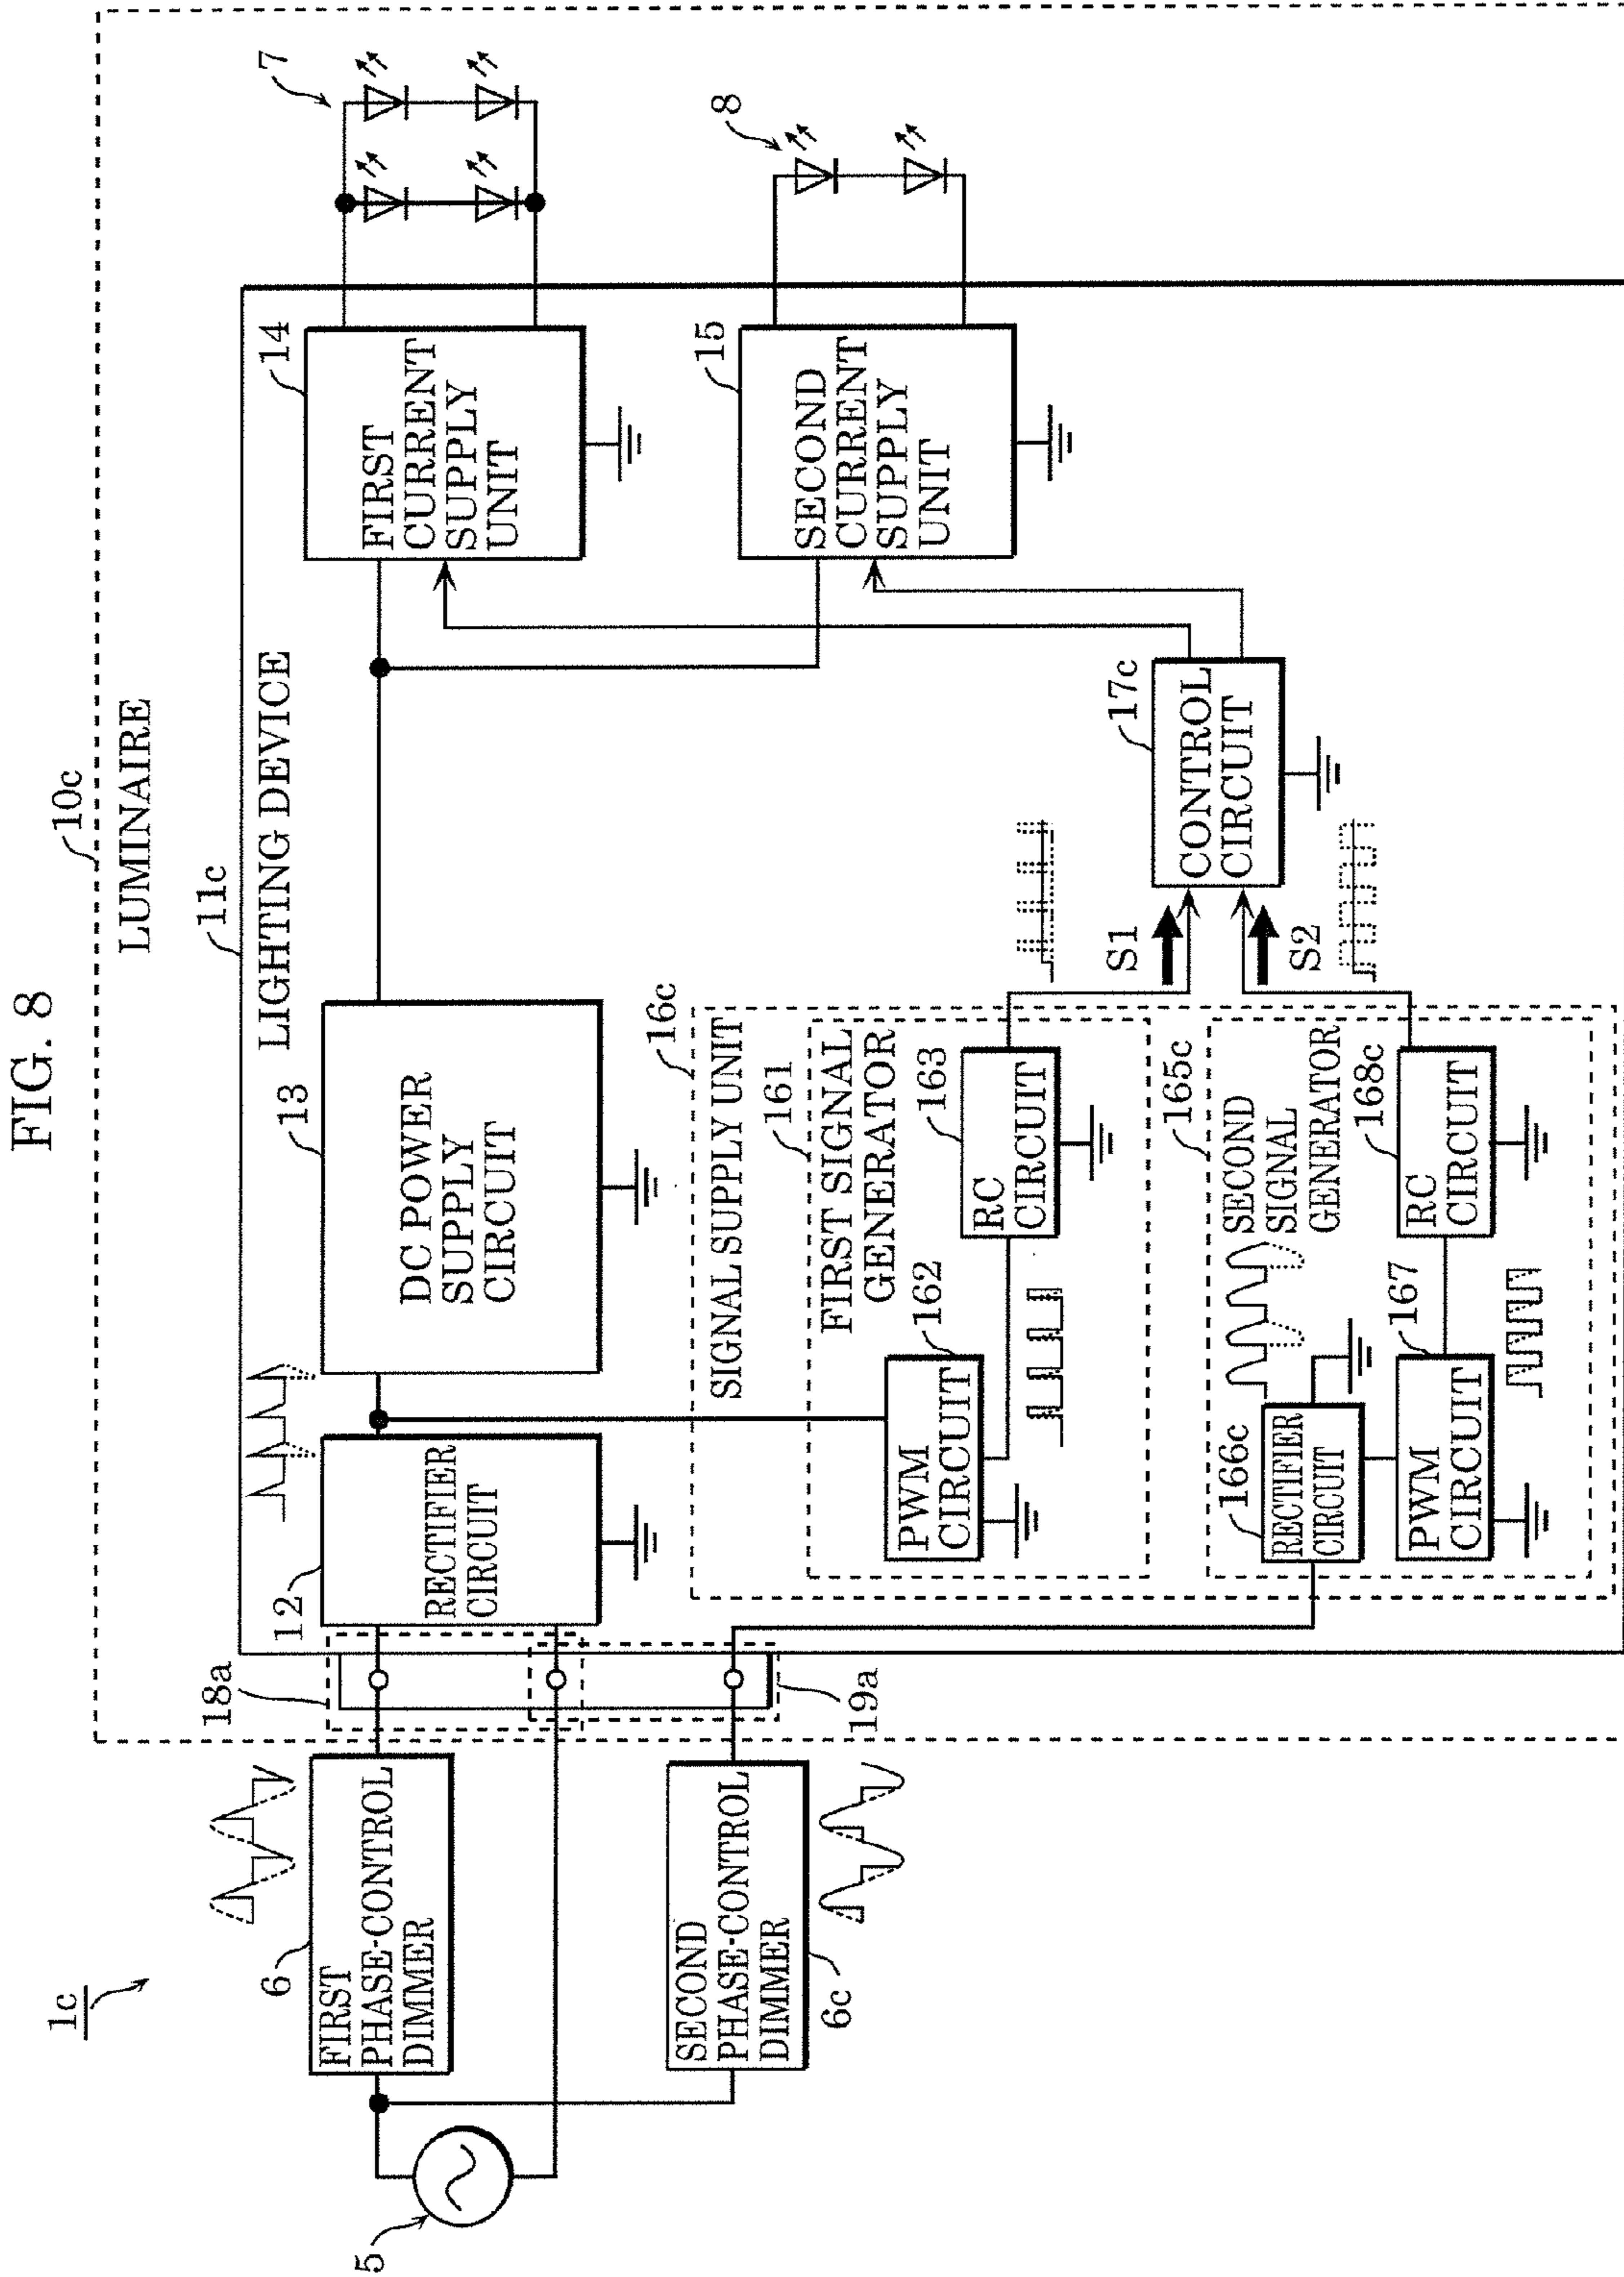 FIG. 8
1c
10c
LUMINAIRE
11c
LIGHTING DEVICE
5
6
FIRST
PHASE-CONTROL
DIMMER
SECOND
PHASE-CONTROL
DIMMER
6c
18a
19a
12
RECTIFIER
CIRCUIT
13
DC POWER
SUPPLY
CIRCUIT
14
FIRST
CURRENT
SUPPLY
UNIT
7
15
SECOND
CURRENT
SUPPLY
UNIT
8
16c
SIGNAL SUPPLY UNIT
161
FIRST SIGNAL
GENERATOR
162
PWM
CIRCUIT
163
RC
CIRCUIT
165c
SECOND
SIGNAL
GENERATOR
166c
RECTIFIER
CIRCUIT
167
PWM
CIRCUIT
168c
RC
CIRCUIT
S1
S2
17c
CONTROL
CIRCUIT